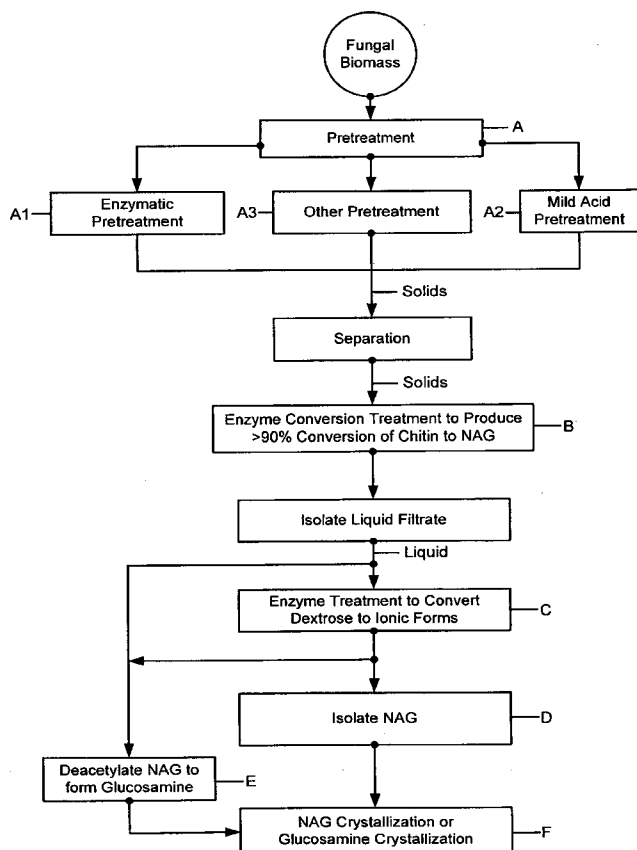 Fungal
Biomass
Pretreatment
A
A1
Enzymatic
Pretreatment
A3
Other Pretreatment
A2
Mild Acid
Pretreatment
Solids
Separation
Solids
Enzyme Conversion Treatment to Produce
>90% Conversion of Chitin to NAG
B
Isolate Liquid Filtrate
Liquid
Enzyme Treatment to Convert
Dextrose to Ionic Forms
C
Isolate NAG
D
Deacetylate NAG to
form Glucosamine
E
NAG Crystallization or
Glucosamine Crystallization
F